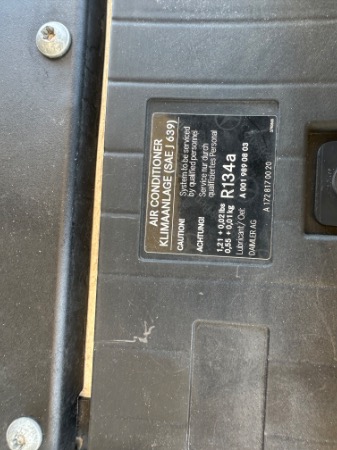 AIR CONDITIONER
KLIMAANLAGE (SAE J 639)
CAUTION! System to be serviced
by qualified personnel
ACHTUNG! Service nur durch
qualifiziertes Personal
1,21 + 0,02 lbs
0,55 + 0,01 kg R134a
Lubricant/ Oel: A 001 989 08 03
DAIMLER AG A 172 817 00 20